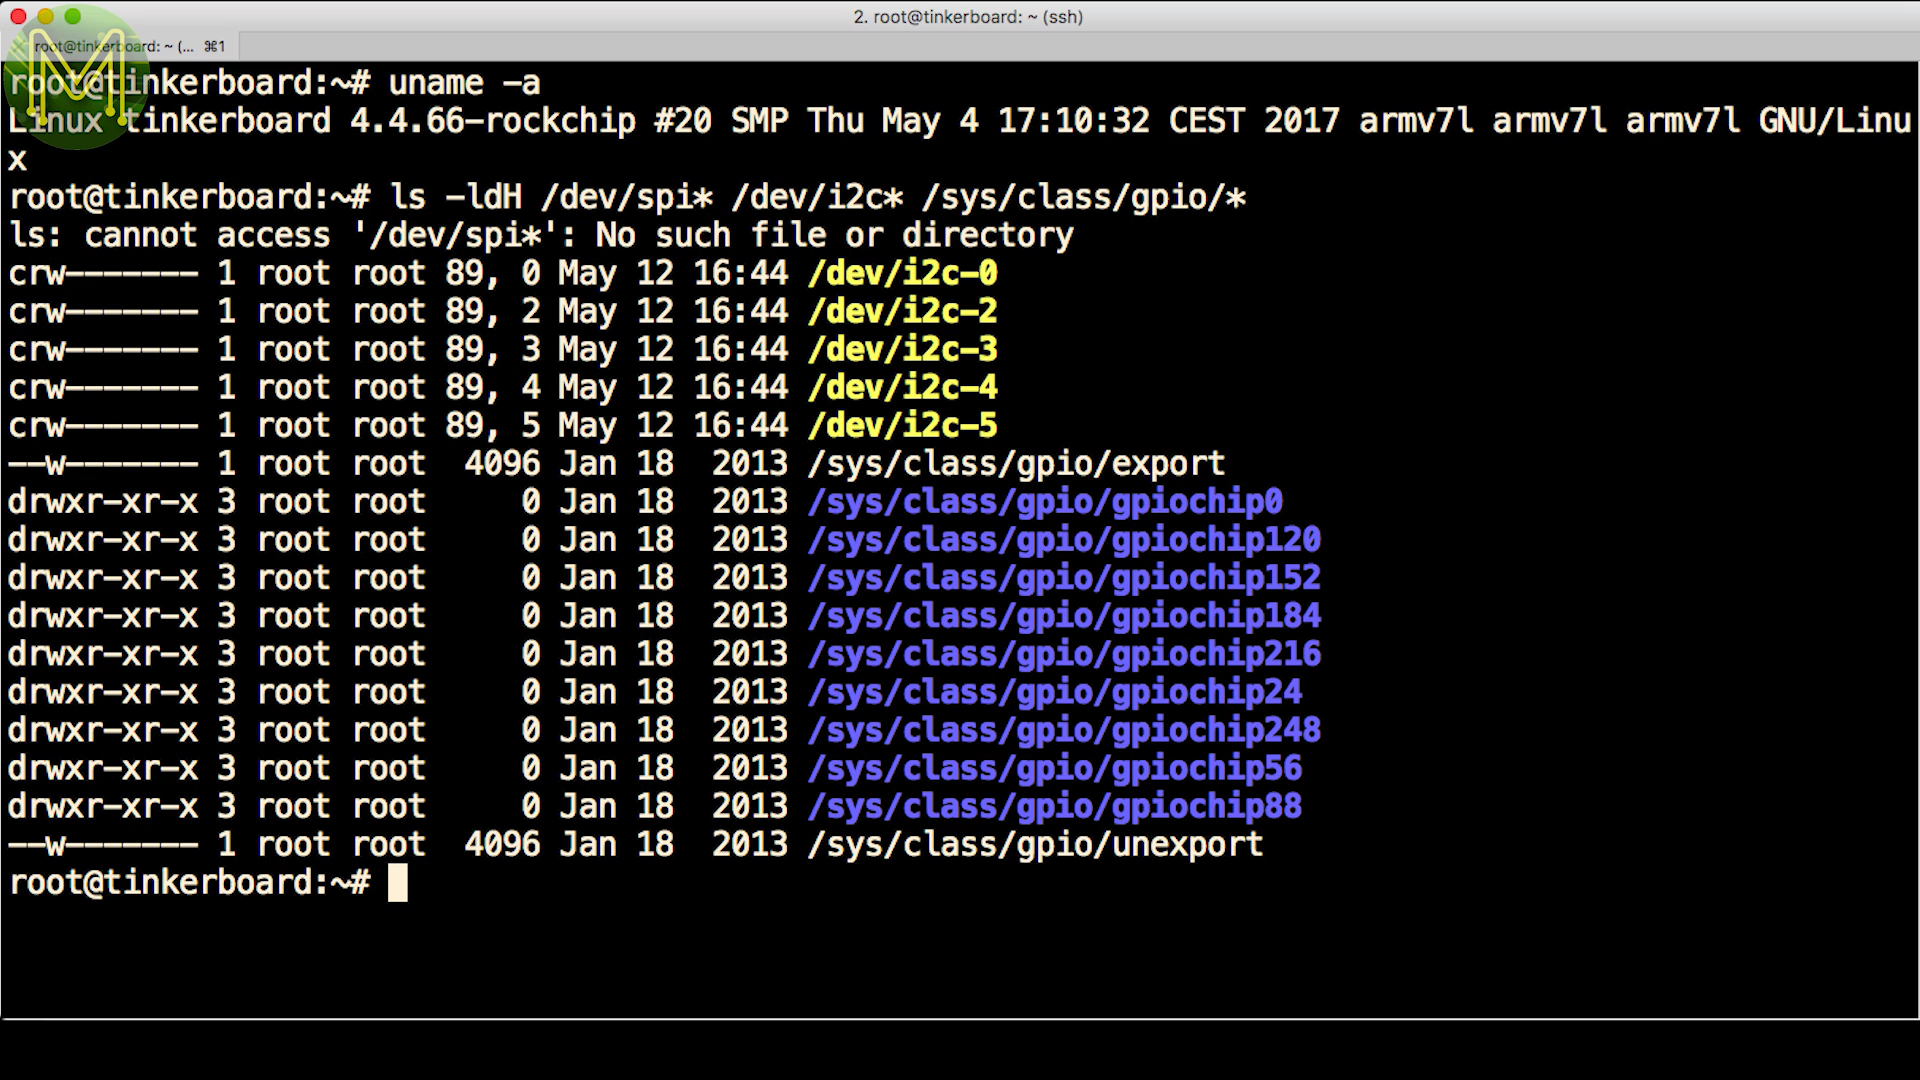 2. root@tinkerboard: ~ (ssh)
root@tinkerboard: ~ (... ⌘1
root@tinkerboard:~# uname -a
Linux tinkerboard 4.4.66-rockchip #20 SMP Thu May 4 17:10:32 CEST 2017 armv7l armv7l armv7l GNU/Linu
x
root@tinkerboard:~# ls -ldH /dev/spi* /dev/i2c* /sys/class/gpio/*
ls: cannot access '/dev/spi*': No such file or directory
crw------- 1 root root 89, 0 May 12 16:44 /dev/i2c-0
crw------- 1 root root 89, 2 May 12 16:44 /dev/i2c-2
crw------- 1 root root 89, 3 May 12 16:44 /dev/i2c-3
crw------- 1 root root 89, 4 May 12 16:44 /dev/i2c-4
crw------- 1 root root 89, 5 May 12 16:44 /dev/i2c-5
--w------- 1 root root  4096 Jan 18  2013 /sys/class/gpio/export
drwxr-xr-x 3 root root     0 Jan 18  2013 /sys/class/gpio/gpiochip0
drwxr-xr-x 3 root root     0 Jan 18  2013 /sys/class/gpio/gpiochip120
drwxr-xr-x 3 root root     0 Jan 18  2013 /sys/class/gpio/gpiochip152
drwxr-xr-x 3 root root     0 Jan 18  2013 /sys/class/gpio/gpiochip184
drwxr-xr-x 3 root root     0 Jan 18  2013 /sys/class/gpio/gpiochip216
drwxr-xr-x 3 root root     0 Jan 18  2013 /sys/class/gpio/gpiochip24
drwxr-xr-x 3 root root     0 Jan 18  2013 /sys/class/gpio/gpiochip248
drwxr-xr-x 3 root root     0 Jan 18  2013 /sys/class/gpio/gpiochip56
drwxr-xr-x 3 root root     0 Jan 18  2013 /sys/class/gpio/gpiochip88
--w------- 1 root root  4096 Jan 18  2013 /sys/class/gpio/unexport
root@tinkerboard:~#